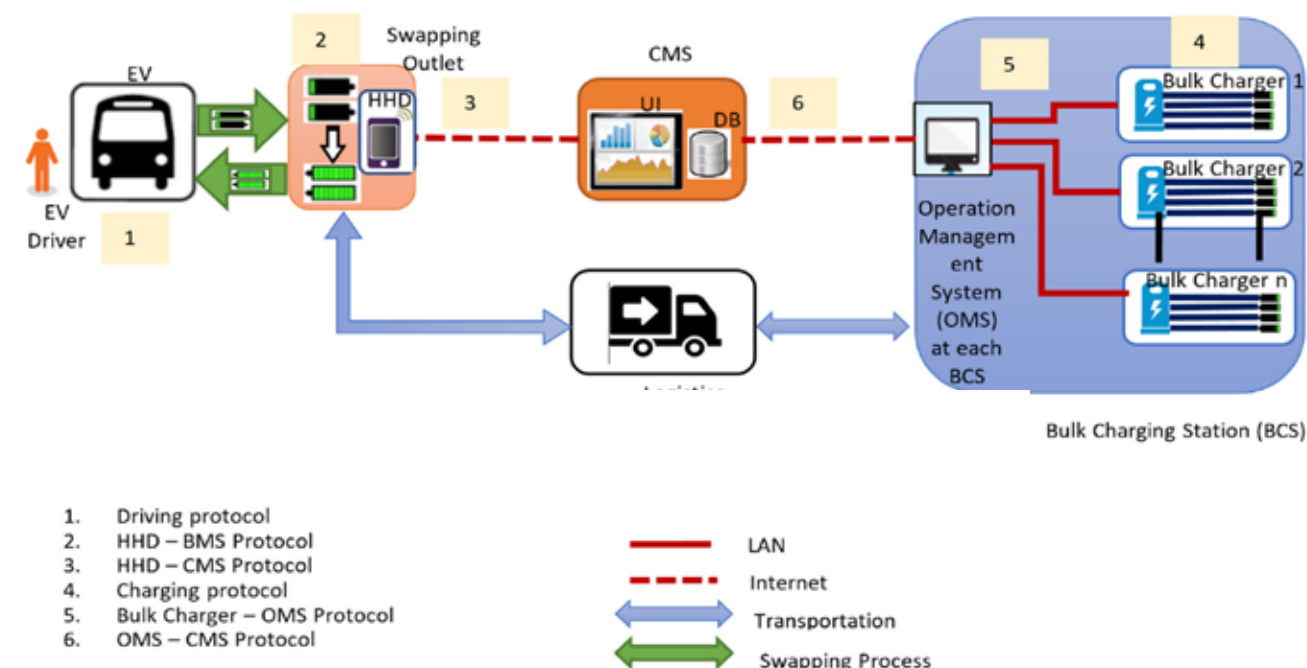 2
Swapping
Outlet
CMS
4
5
EV
Bulk Charger 1
HHD
3
UI
6
DB
Bulk Charger 2
EV
Driver
1
Operation
Managem
ent
System
(OMS)
at each
BCS
Bulk Charger n
Logistics
Bulk Charging Station (BCS)
1. Driving protocol
2. HHD – BMS Protocol
3. HHD – CMS Protocol
4. Charging protocol
5. Bulk Charger – OMS Protocol
6. OMS – CMS Protocol
LAN
Internet
Transportation
Swapping Process